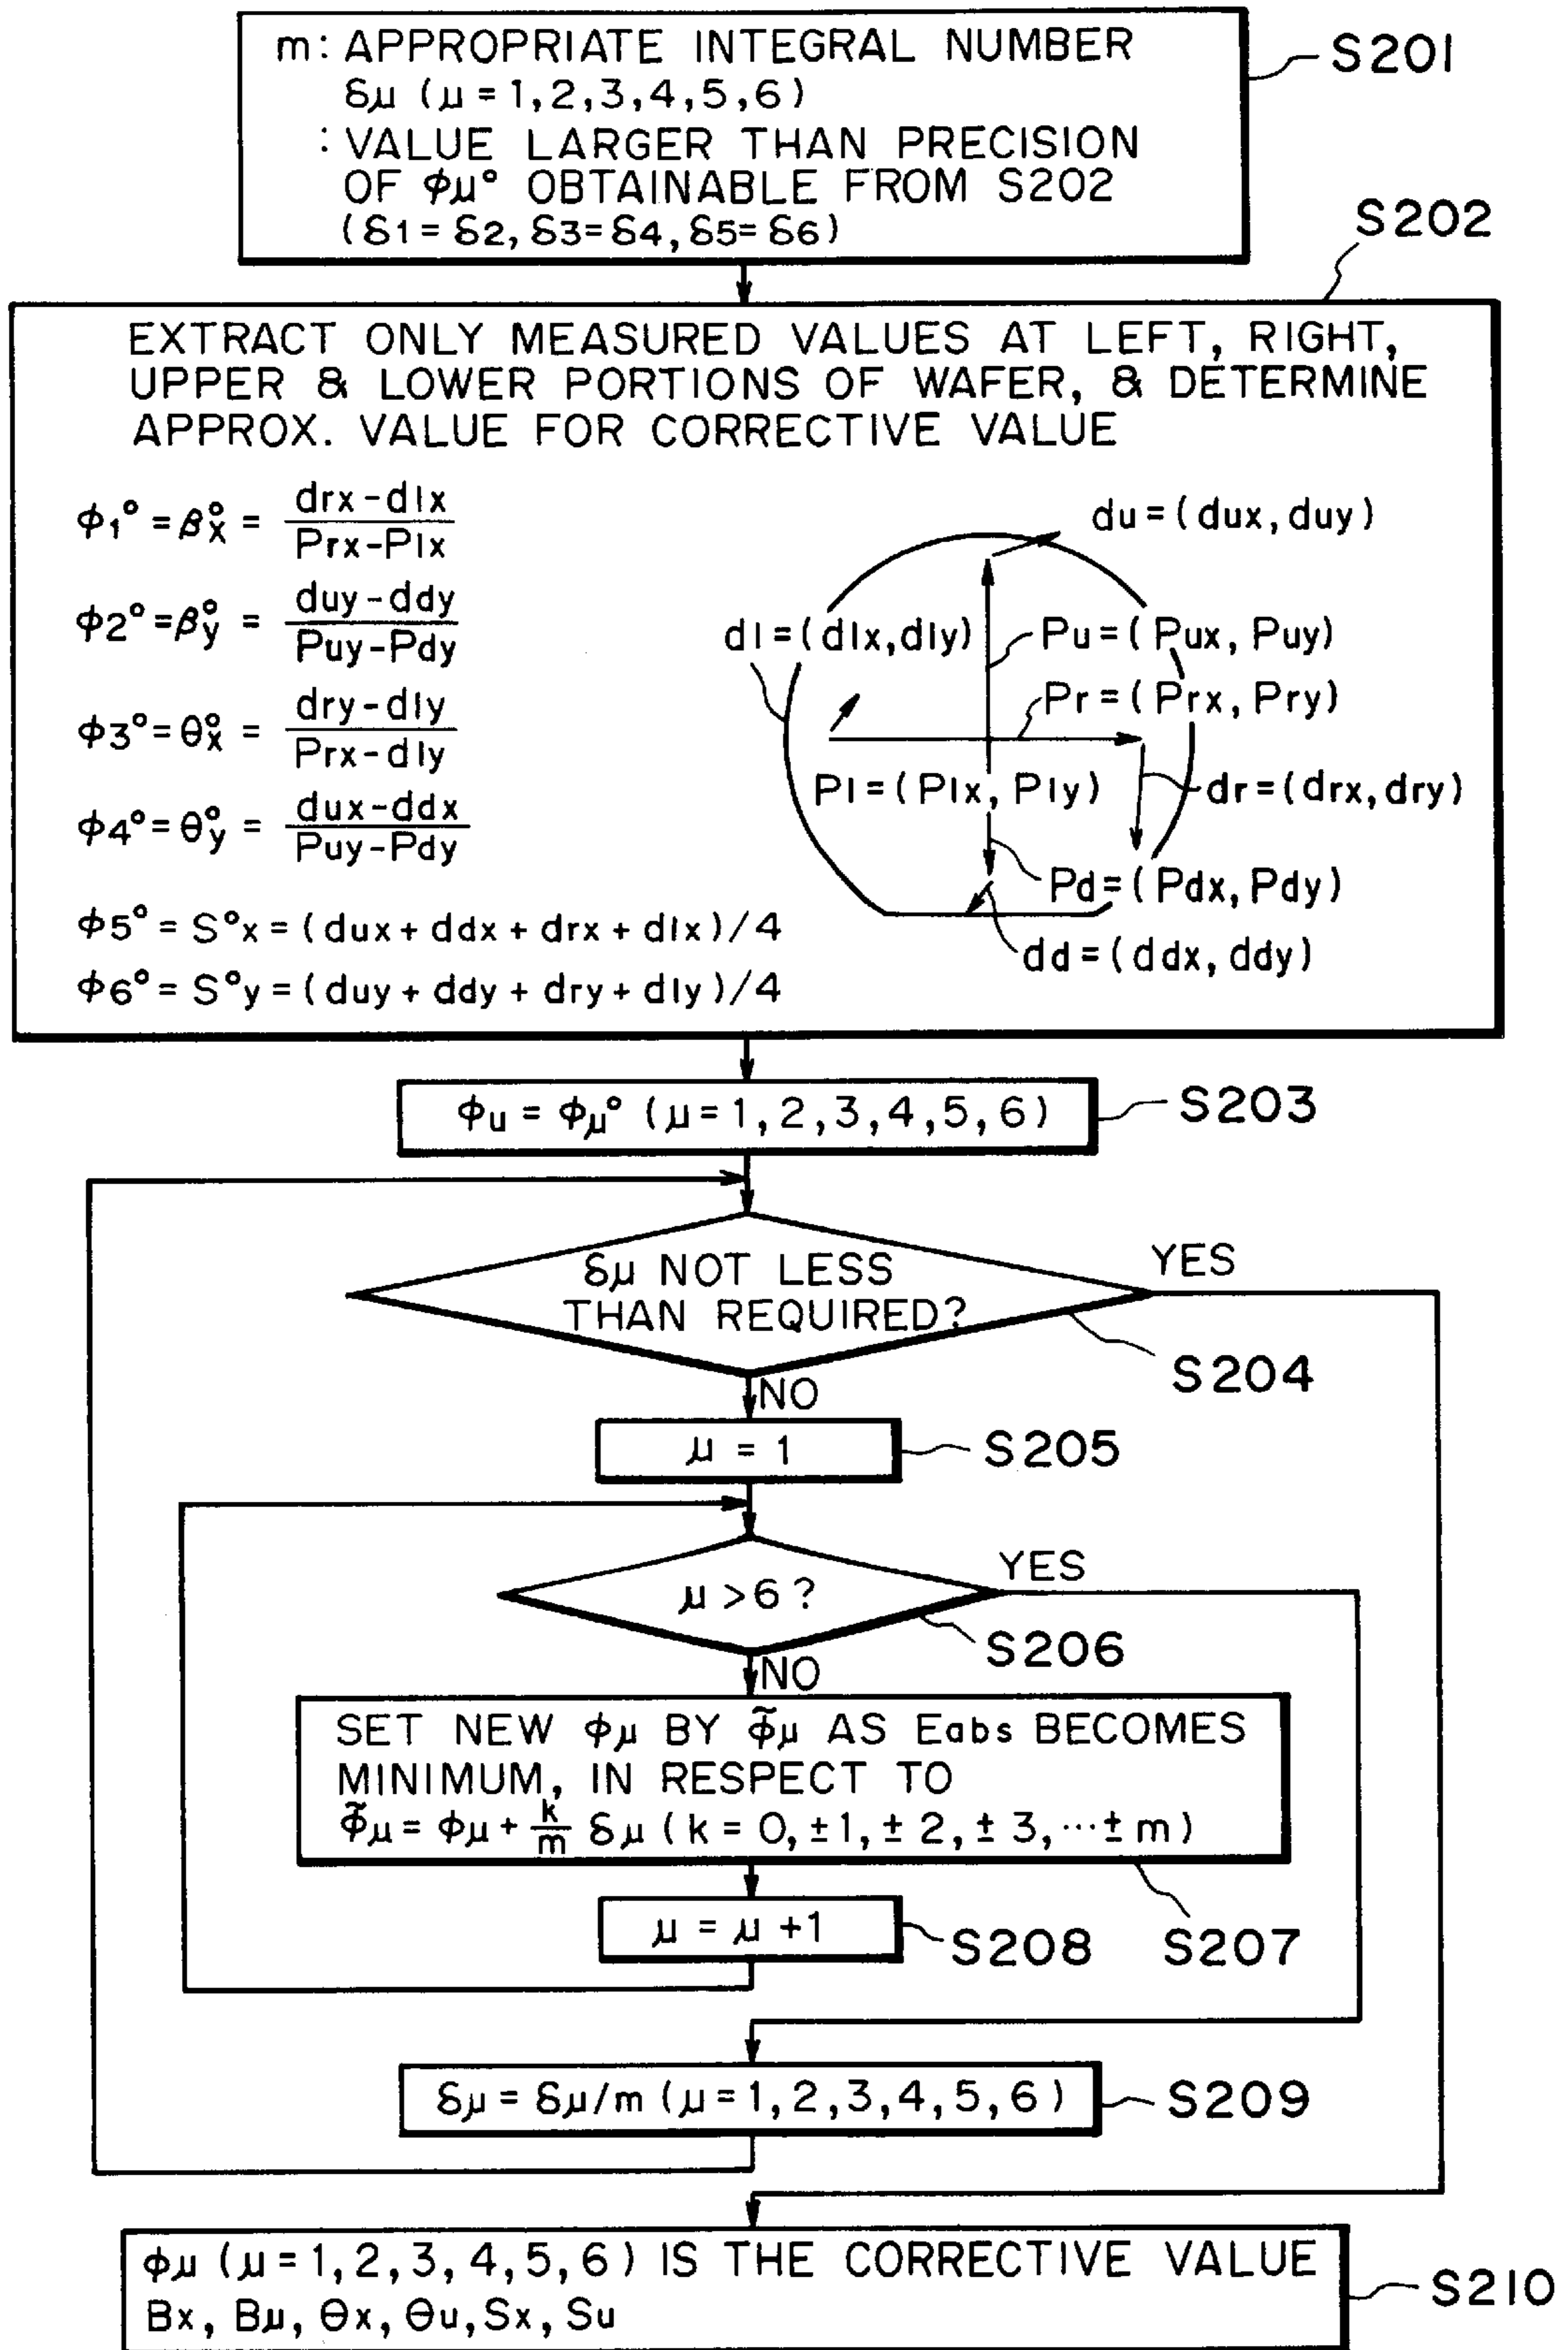 m: APPROPRIATE INTEGRAL NUMBER
δμ (μ = 1,2,3,4,5,6)
: VALUE LARGER THAN PRECISION
OF φμ° OBTAINABLE FROM S202
(δ1 = δ2, δ3 = δ4, δ5 = δ6)
S201
S202
EXTRACT ONLY MEASURED VALUES AT LEFT, RIGHT,
UPPER & LOWER PORTIONS OF WAFER, & DETERMINE
APPROX. VALUE FOR CORRECTIVE VALUE
φ1° = β°x = (drx - dlx) / (Prx - Plx)
φ2° = β°y = (duy - ddy) / (Puy - Pdy)
φ3° = θ°x = (dry - dly) / (Prx - dly)
φ4° = θ°y = (dux - ddx) / (Puy - Pdy)
φ5° = S°x = (dux + ddx + drx + dlx)/4
φ6° = S°y = (duy + ddy + dry + dly)/4
du = (dux, duy)
dl = (dlx, dly)
Pu = (Pux, Puy)
Pr = (Prx, Pry)
Pl = (Plx, Ply)
dr = (drx, dry)
Pd = (Pdx, Pdy)
dd = (ddx, ddy)
φu = φμ° (μ = 1, 2, 3, 4, 5, 6)
S203
δμ NOT LESS
THAN REQUIRED?
YES
S204
NO
μ = 1
S205
μ > 6 ?
YES
S206
NO
SET NEW φμ BY φ̃μ AS Eabs BECOMES
MINIMUM, IN RESPECT TO
φ̃μ = φμ + k/m δμ (k = 0, ±1, ±2, ±3, ··· ± m)
S207
μ = μ +1
S208
δμ = δμ/m (μ = 1, 2, 3, 4, 5, 6)
S209
φμ (μ = 1, 2, 3, 4, 5, 6) IS THE CORRECTIVE VALUE
Bx, Bμ, θx, θu, Sx, Su
S210